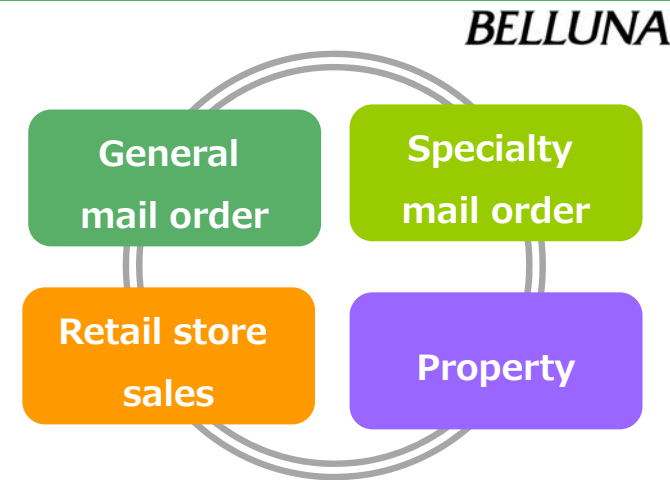 BELLUNA
General
mail order
Specialty
mail order
Retail store
sales
Property